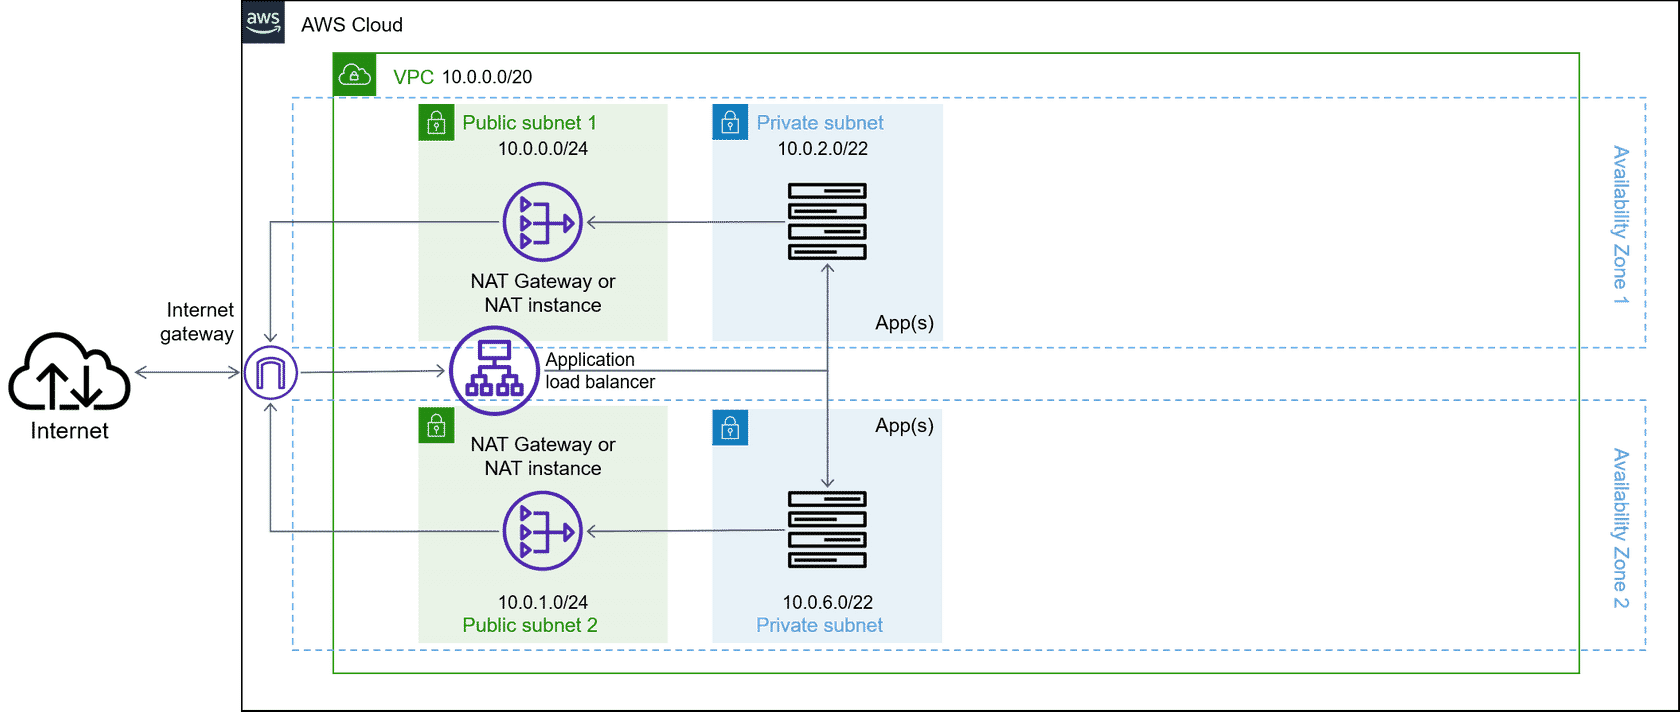 aws
AWS Cloud
VPC 10.0.0.0/20
Public subnet 1
10.0.0.0/24
Private subnet
10.0.2.0/22
NAT Gateway or
NAT instance
App(s)
Availability Zone 1
Internet
gateway
Internet
Application
load balancer
NAT Gateway or
NAT instance
10.0.1.0/24
Public subnet 2
App(s)
10.0.6.0/22
Private subnet
Availability Zone 2